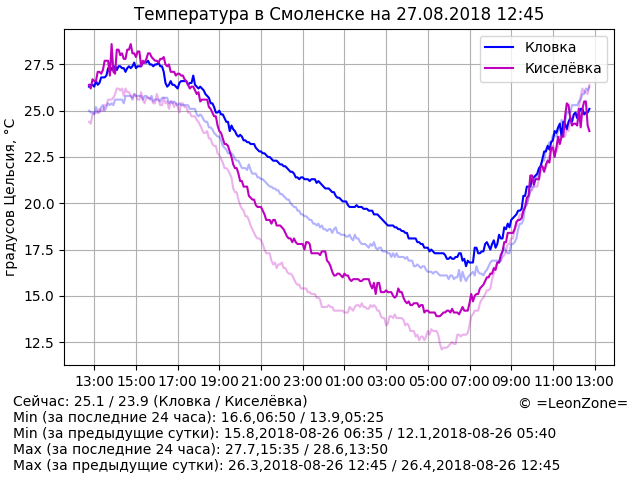 Температура в Смоленске на 27.08.2018 12:45
Кловка
Киселёвка
градусов Цельсия, °C
27.5
25.0
22.5
20.0
17.5
15.0
12.5
13:00 15:00 17:00 19:00 21:00 23:00 01:00 03:00 05:00 07:00 09:00 11:00 13:00
Сейчас: 25.1 / 23.9 (Кловка / Киселёвка)
© =LeonZone=
Min (за последние 24 часа): 16.6,06:50 / 13.9,05:25
Min (за предыдущие сутки): 15.8,2018-08-26 06:35 / 12.1,2018-08-26 05:40
Max (за последние 24 часа): 27.7,15:35 / 28.6,13:50
Max (за предыдущие сутки): 26.3,2018-08-26 12:45 / 26.4,2018-08-26 12:45